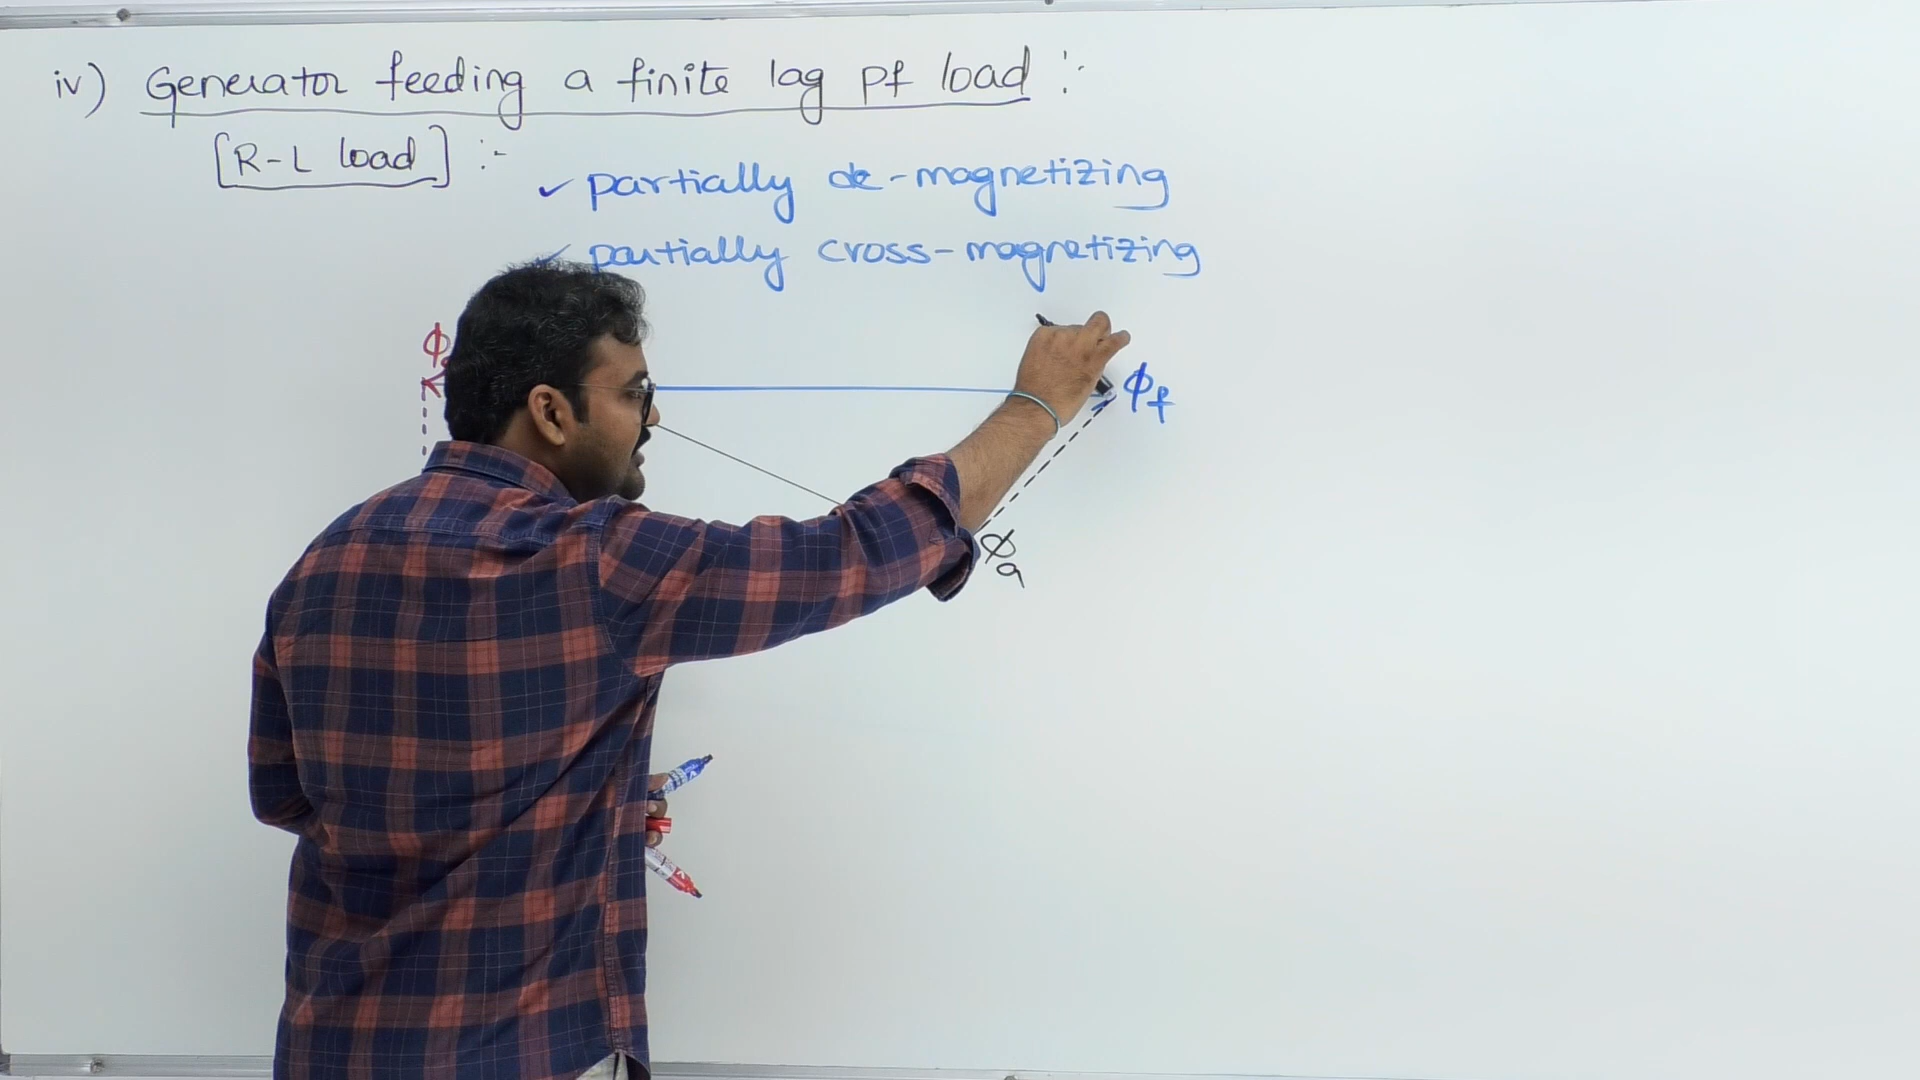 iv) Generator feeding a finite lag pf load :-
[R-L load] :-
✓ partially de-magnetizing
✓ partially cross-magnetizing
ϕ
ϕf
ϕa